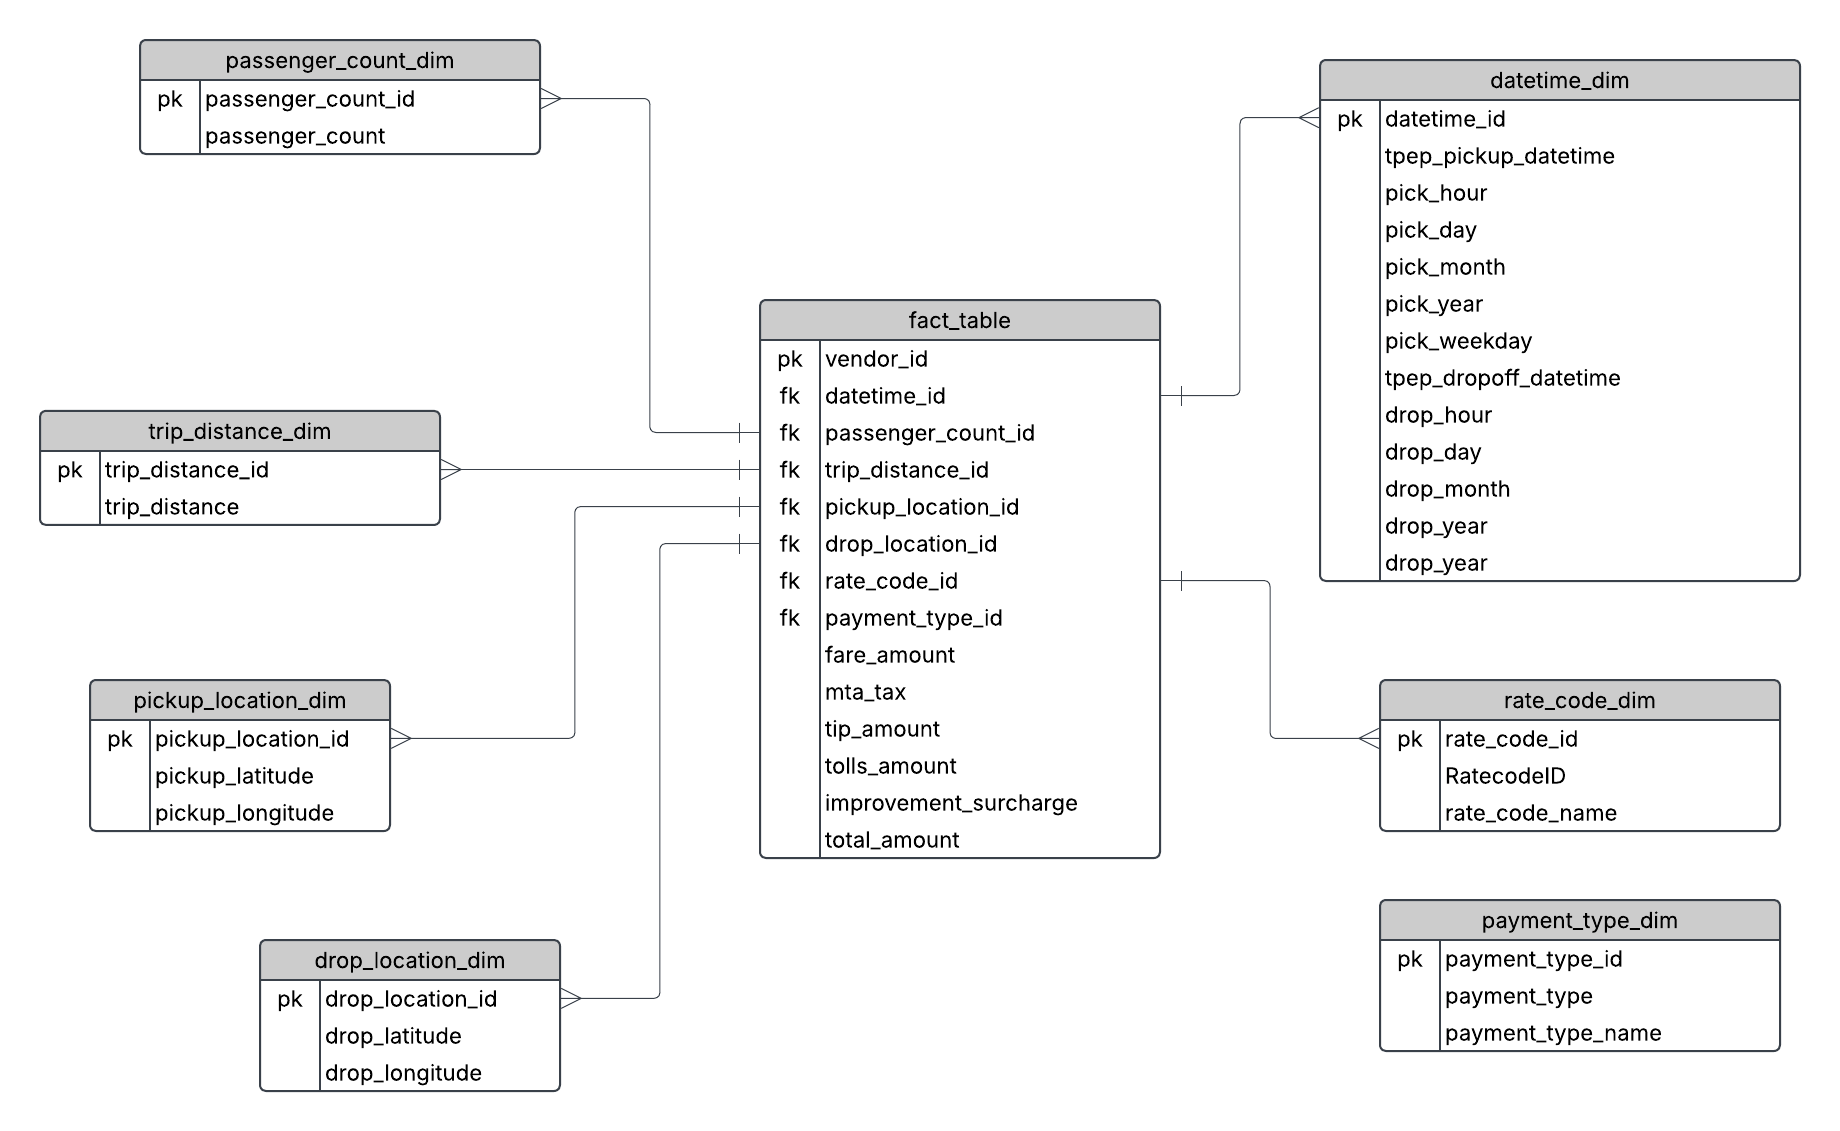 passenger_count_dim
pk passenger_count_id
passenger_count
datetime_dim
pk datetime_id
tpep_pickup_datetime
pick_hour
pick_day
pick_month
pick_year
pick_weekday
tpep_dropoff_datetime
drop_hour
drop_day
drop_month
drop_year
drop_year
fact_table
pk vendor_id
fk datetime_id
fk passenger_count_id
fk trip_distance_id
fk pickup_location_id
fk drop_location_id
fk rate_code_id
fk payment_type_id
fare_amount
mta_tax
tip_amount
tolls_amount
improvement_surcharge
total_amount
trip_distance_dim
pk trip_distance_id
trip_distance
pickup_location_dim
pk pickup_location_id
pickup_latitude
pickup_longitude
rate_code_dim
pk rate_code_id
RatecodeID
rate_code_name
drop_location_dim
pk drop_location_id
drop_latitude
drop_longitude
payment_type_dim
pk payment_type_id
payment_type
payment_type_name